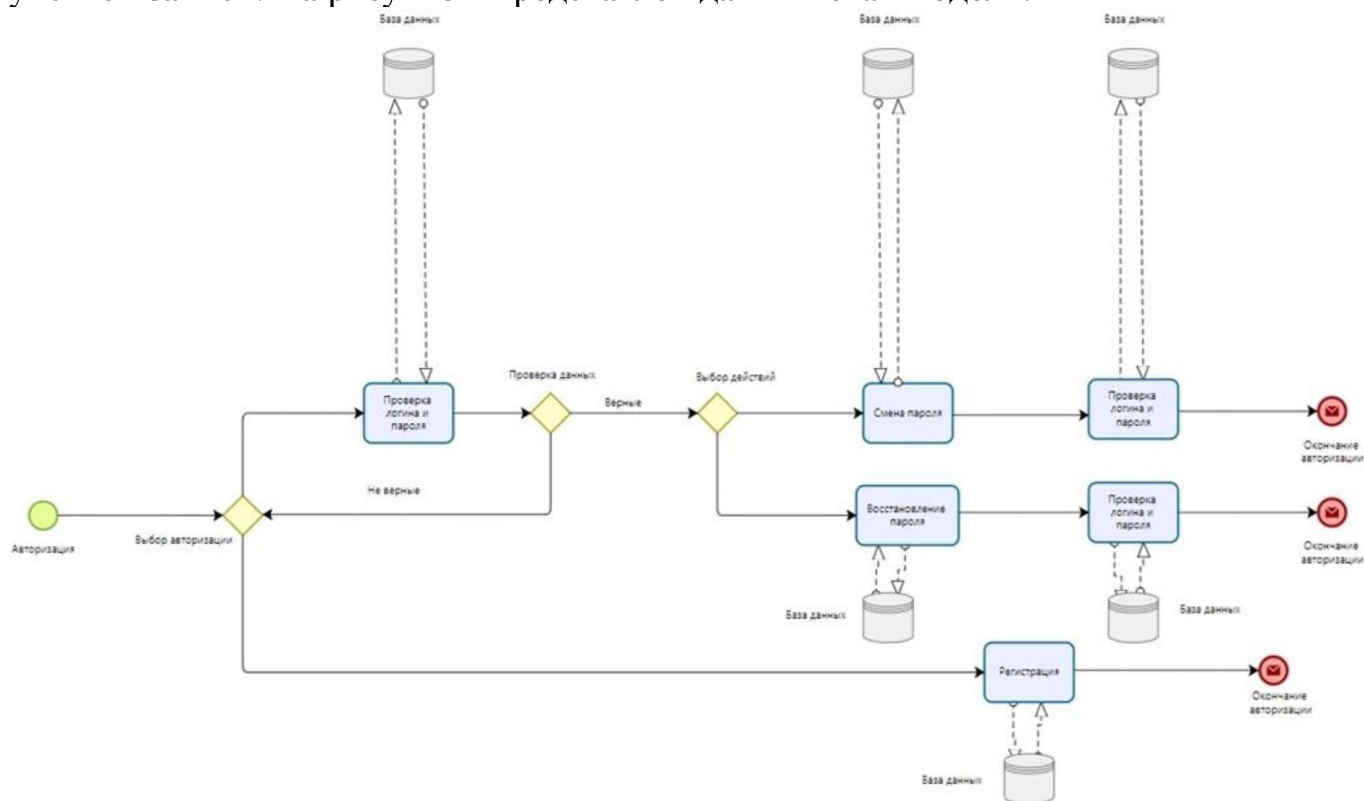 База данных
База данных
База данных
Проверка данных
Выбор действий
Проверка
логина и
пароля
Верные
Смена пароля
Проверка
логина и
пароля
Окончание
авторизации
Не верные
Авторизация
Выбор авторизации
Восстановление
пароля
Проверка
логина и
пароля
Окончание
авторизации
База данных
База данных
Регистрация
Окончание
авторизации
База данных